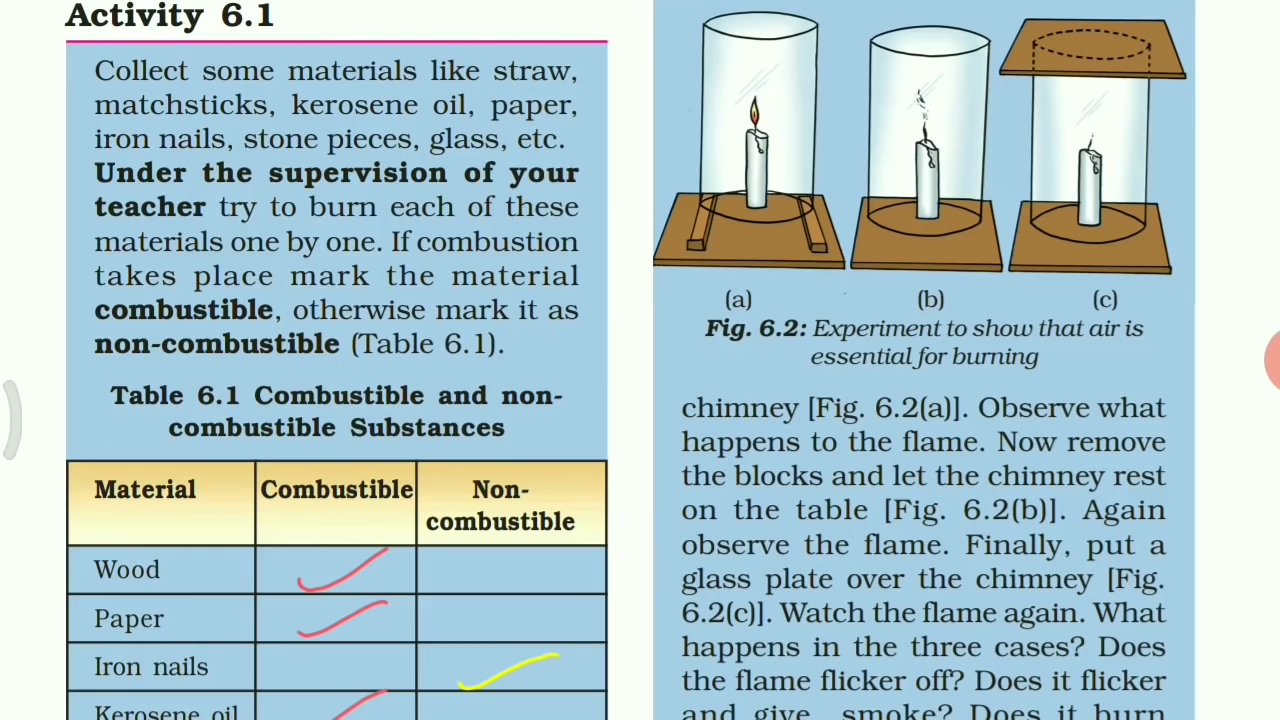 Activity 6.1
Collect some materials like straw,
matchsticks, kerosene oil, paper,
iron nails, stone pieces, glass, etc.
Under the supervision of your
teacher try to burn each of these
materials one by one. If combustion
takes place mark the material
combustible, otherwise mark it as
non-combustible (Table 6.1).
Table 6.1 Combustible and non-
combustible Substances
Material Combustible Non-
combustible
Wood
Paper
Iron nails
Kerosene oil
(a) (b) (c)
Fig. 6.2: Experiment to show that air is
essential for burning
chimney [Fig. 6.2(a)]. Observe what
happens to the flame. Now remove
the blocks and let the chimney rest
on the table [Fig. 6.2(b)]. Again
observe the flame. Finally, put a
glass plate over the chimney [Fig.
6.2(c)]. Watch the flame again. What
happens in the three cases? Does
the flame flicker off? Does it flicker
and give smoke? Does it burn